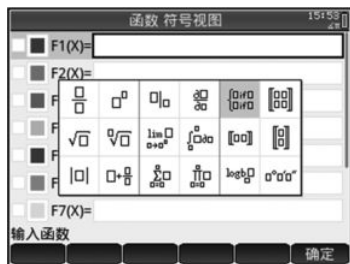 函数 符号视图 15:53
F1(X)=
F2(X)=
F
F
F
F
F7(X)=
输入函数
确定